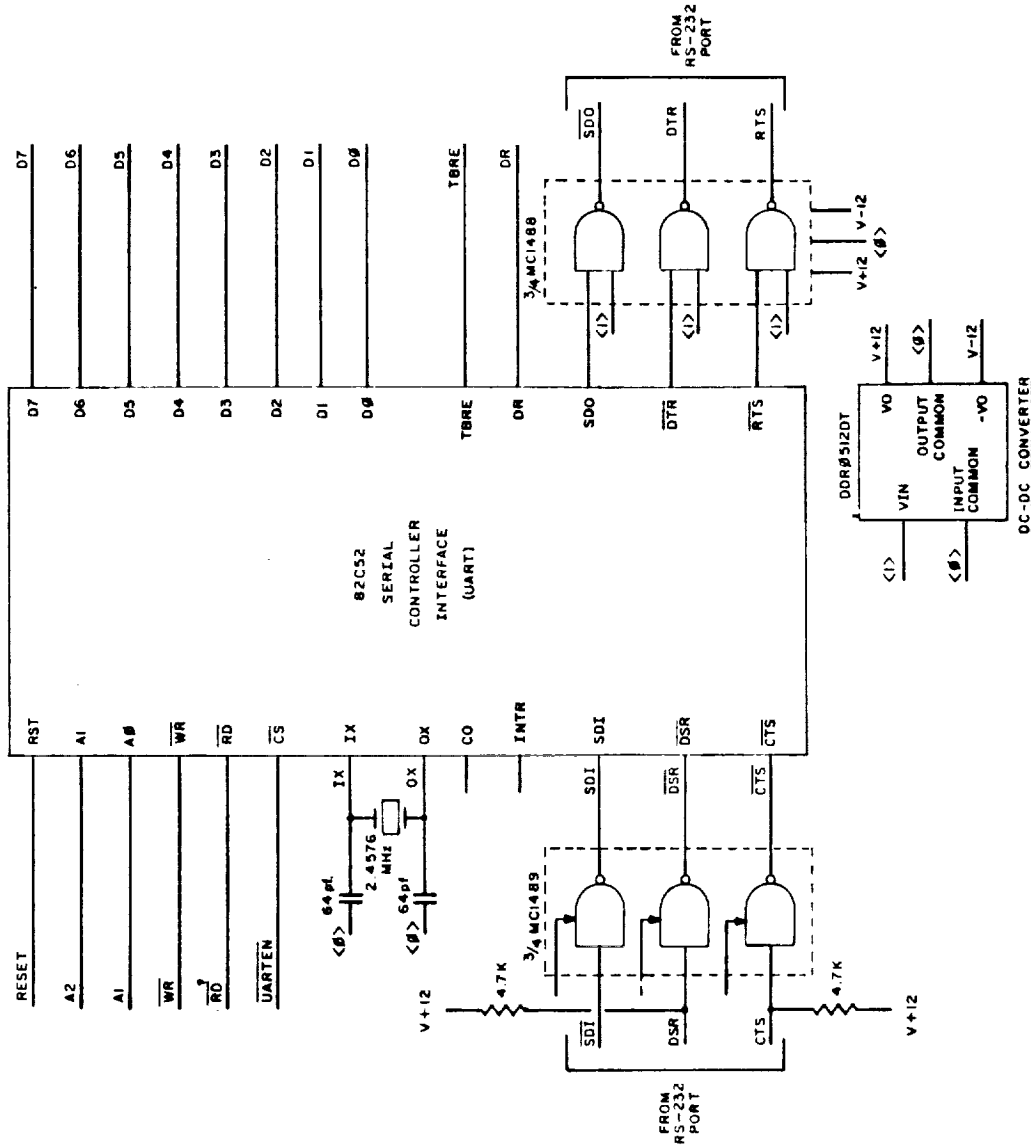 RESET
A2
A1
WR
RD
UARTEN
<Ø>
64pf.
2.4576
MHz
<Ø>
64pf
IX
OX
V+12
4.7K
3/4 MC1489
FROM
RS-232
PORT
SDI
DSR
CTS
V+12
4.7K
SDI
DSR
CTS
RST
A1
AØ
WR
RD
CS
IX
OX
CO
INTR
SDI
DSR
CTS
82C52
SERIAL
CONTROLLER
INTERFACE
(UART)
D7
D6
D5
D4
D3
D2
D1
DØ
TBRE
DR
SDO
DTR
RTS
D7
D6
D5
D4
D3
D2
D1
DØ
TBRE
DR
3/4 MC1488
<1>
<1>
<1>
SDO
DTR
RTS
FROM
RS-232
PORT
V+12
<Ø>
V-12
DDRØ512DT
<1>
<Ø>
VIN
INPUT
COMMON
VO
OUTPUT
COMMON
-VO
V+12
<Ø>
V-12
DC-DC CONVERTER